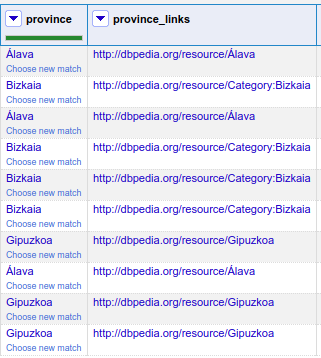 province province_links
Álava http://dbpedia.org/resource/Álava
Choose new match
Bizkaia http://dbpedia.org/resource/Category:Bizkaia
Choose new match
Álava http://dbpedia.org/resource/Álava
Choose new match
Bizkaia http://dbpedia.org/resource/Category:Bizkaia
Choose new match
Bizkaia http://dbpedia.org/resource/Category:Bizkaia
Choose new match
Bizkaia http://dbpedia.org/resource/Category:Bizkaia
Choose new match
Gipuzkoa http://dbpedia.org/resource/Gipuzkoa
Choose new match
Álava http://dbpedia.org/resource/Álava
Choose new match
Gipuzkoa http://dbpedia.org/resource/Gipuzkoa
Choose new match
Gipuzkoa http://dbpedia.org/resource/Gipuzkoa
Choose new match